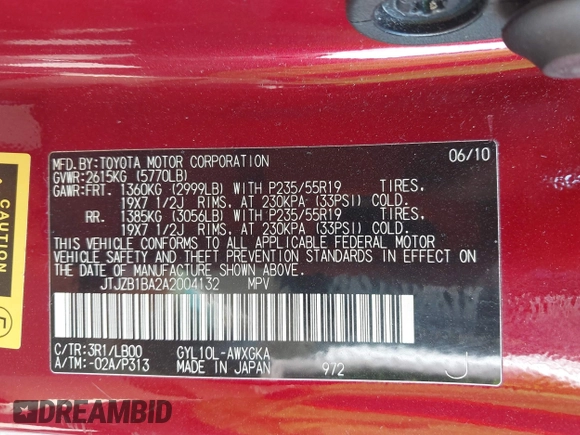 MFD.BY:TOYOTA MOTOR CORPORATION 06/10
GVWR:2615KG (5770LB)
GAWR:FRT. 1360KG (2999LB) WITH P235/55R19 TIRES,
19X7 1/2J RIMS, AT 230KPA (33PSI) COLD.
RR. 1385KG (3056LB) WITH P235/55R19 TIRES,
19X7 1/2J RIMS, AT 230KPA (33PSI) COLD.
THIS VEHICLE CONFORMS TO ALL APPLICABLE FEDERAL MOTOR
VEHICLE SAFETY AND THEFT PREVENTION STANDARDS IN EFFECT ON
THE DATE OF MANUFACTURE SHOWN ABOVE.
JTJZB1BA2A2004132 MPV
C/TR:3R1/LB00 GYL10L-AWXGKA
A/TM:-02A/P313 MADE IN JAPAN 972
J
CAUTION
DREAMBID